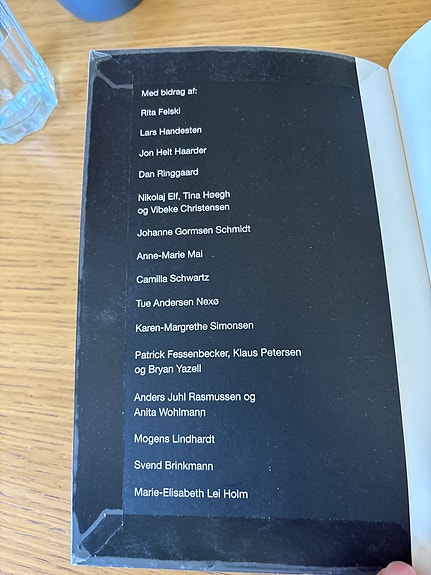 Med bidrag af:
Rita Felski
Lars Handesten
Jon Helt Haarder
Dan Ringgaard
Nikolaj Elf, Tina Høegh
og Vibeke Christensen
Johanne Gormsen Schmidt
Anne-Marie Mai
Camilla Schwartz
Tue Andersen Nexø
Karen-Margrethe Simonsen
Patrick Fessenbecker, Klaus Petersen
og Bryan Yazell
Anders Juhl Rasmussen og
Anita Wohlmann
Mogens Lindhardt
Svend Brinkmann
Marie-Elisabeth Lei Holm